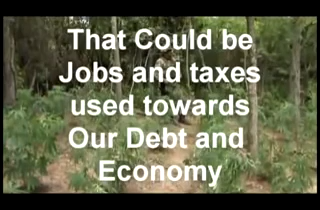 That Could be
Jobs and taxes
used towards
Our Debt and
Economy